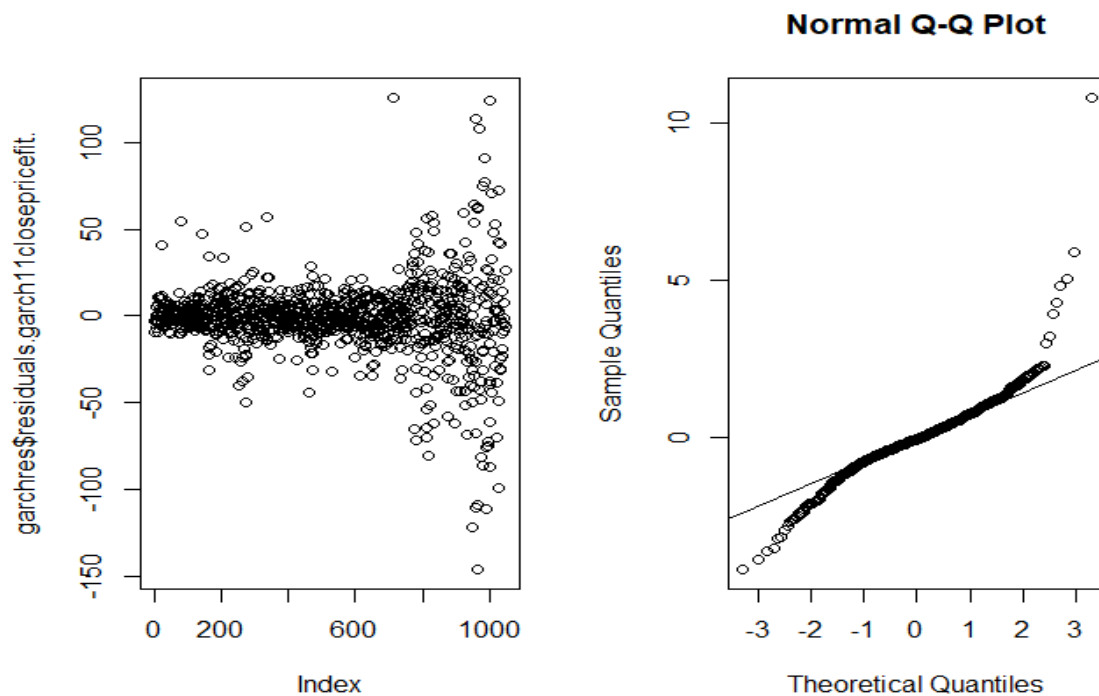 Normal Q-Q Plot
garchres$residuals.garch11closepricefit.
100
50
0
-50
-100
-150
0 200 600 1000
Index
Sample Quantiles
10
5
0
-3 -2 -1 0 1 2 3
Theoretical Quantiles